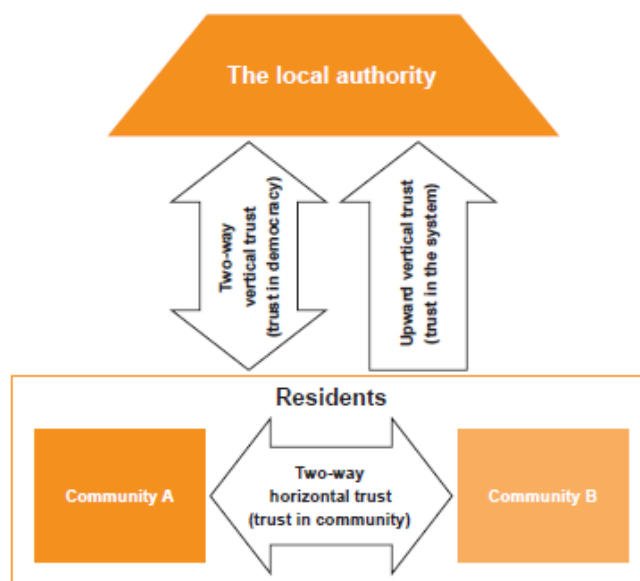 The local authority
Two-way
vertical trust
(trust in democracy)
Upward vertical trust
(trust in the system)
Residents
Community A
Two-way
horizontal trust
(trust in community)
Community B